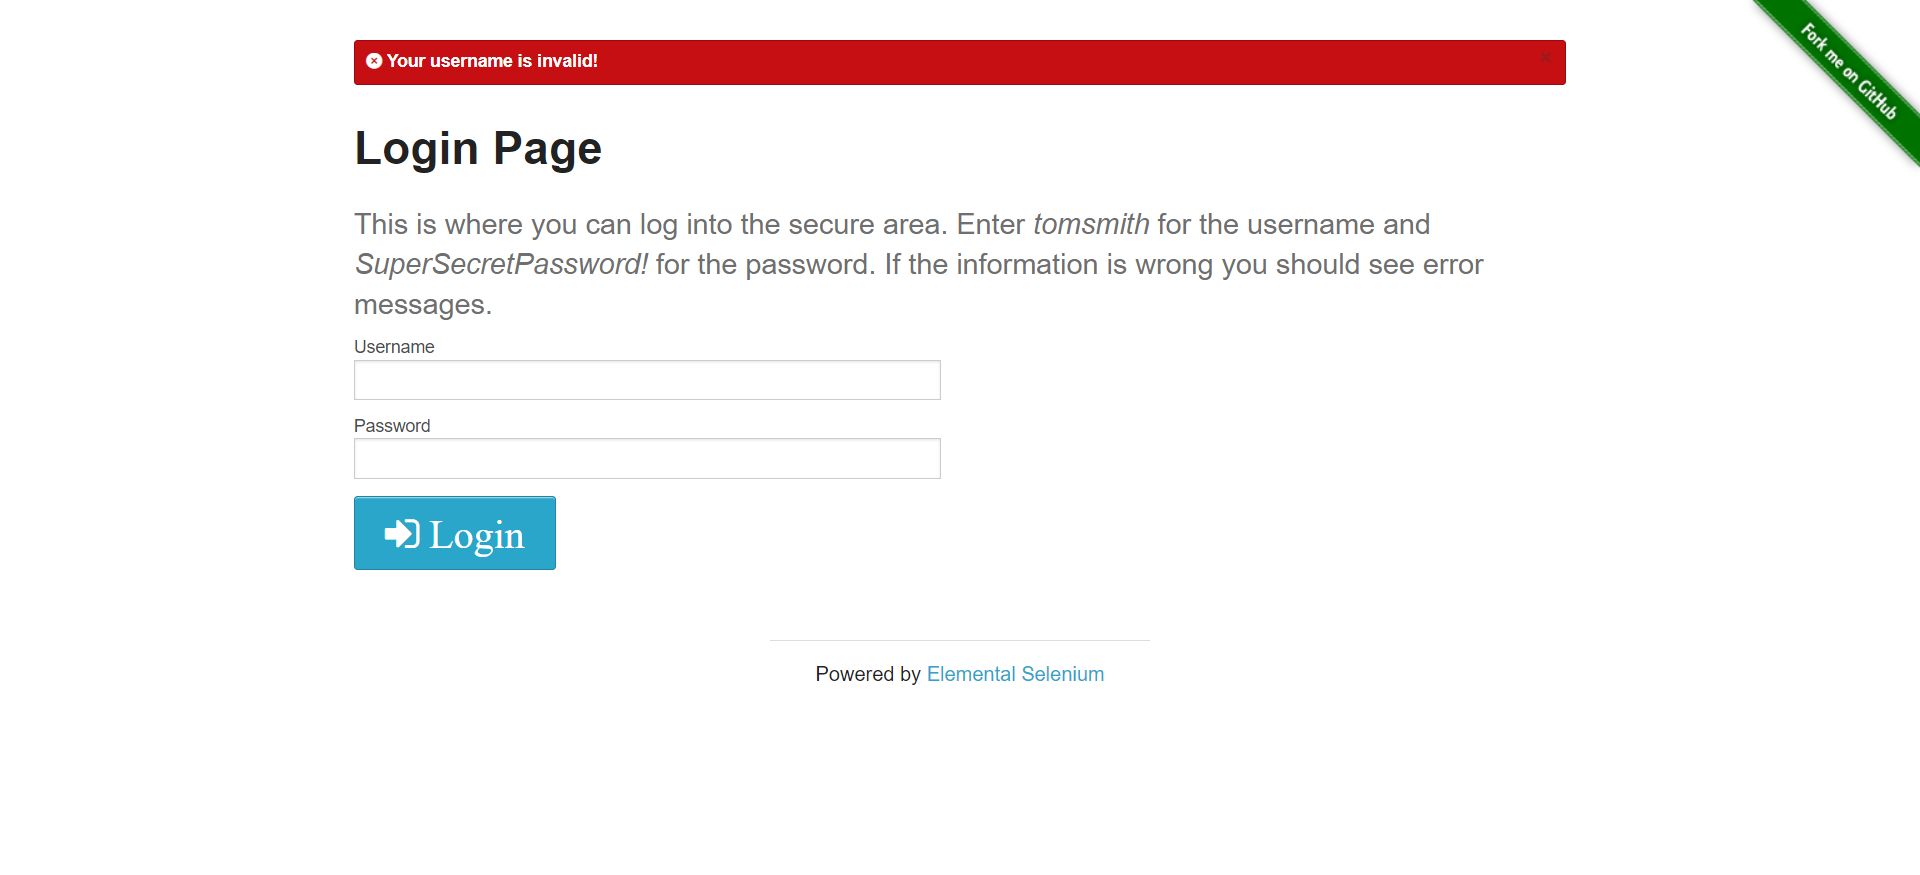 Your username is invalid!
Fork me on GitHub
Login Page
This is where you can log into the secure area. Enter tomsmith for the username and
SuperSecretPassword! for the password. If the information is wrong you should see error
messages.
Username
Password
Login
Powered by Elemental Selenium